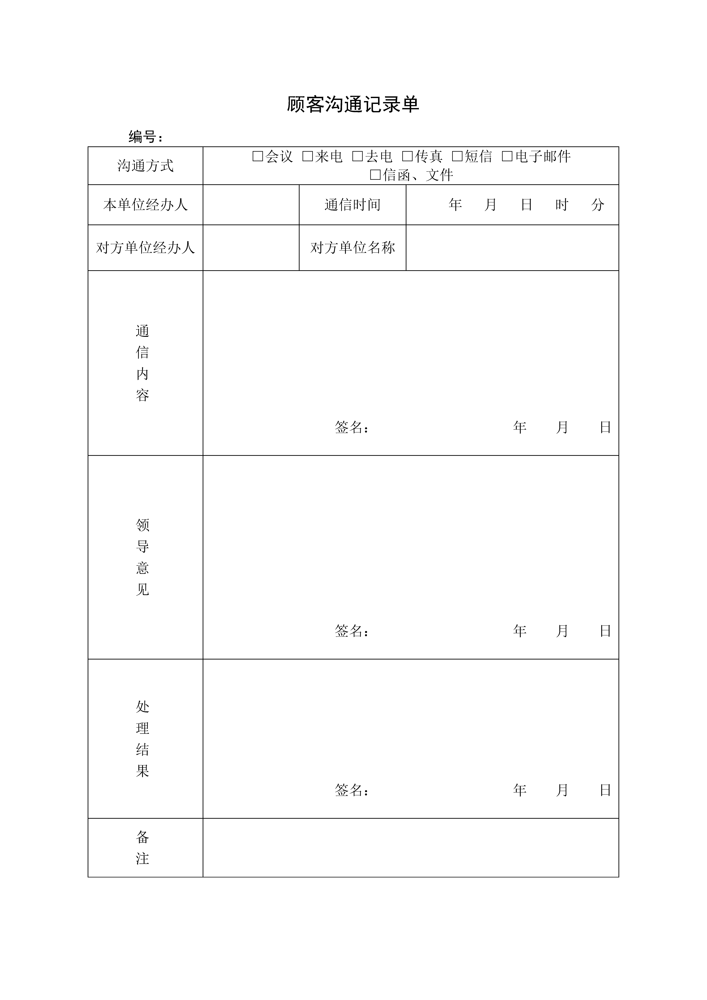 顾客沟通记录单
编号：
沟通方式
□会议 □来电 □去电 □传真 □短信 □电子邮件
□信函、文件
本单位经办人
通信时间
年 月 日 时 分
对方单位经办人
对方单位名称
通
信
内
容
签名： 年 月 日
领
导
意
见
签名： 年 月 日
处
理
结
果
签名： 年 月 日
备
注